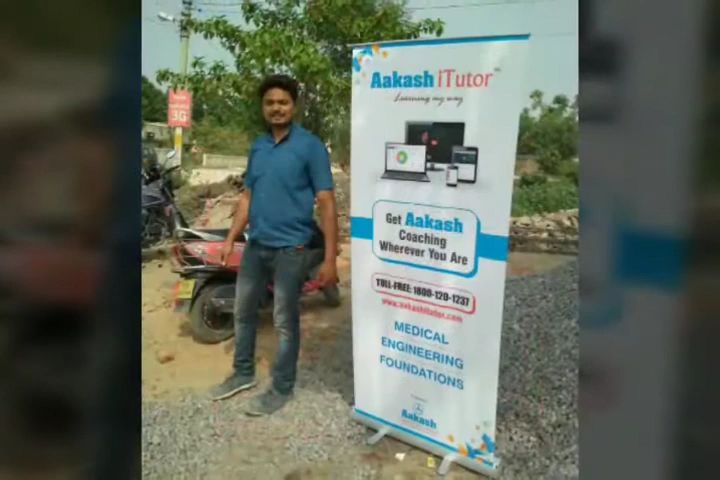 3G
Aakash iTutor™
Learning my way
Get Aakash
Coaching
Wherever You Are
TOLL-FREE: 1800-120-1237
www.aakashitutor.com
MEDICAL
ENGINEERING
FOUNDATIONS
Aakash